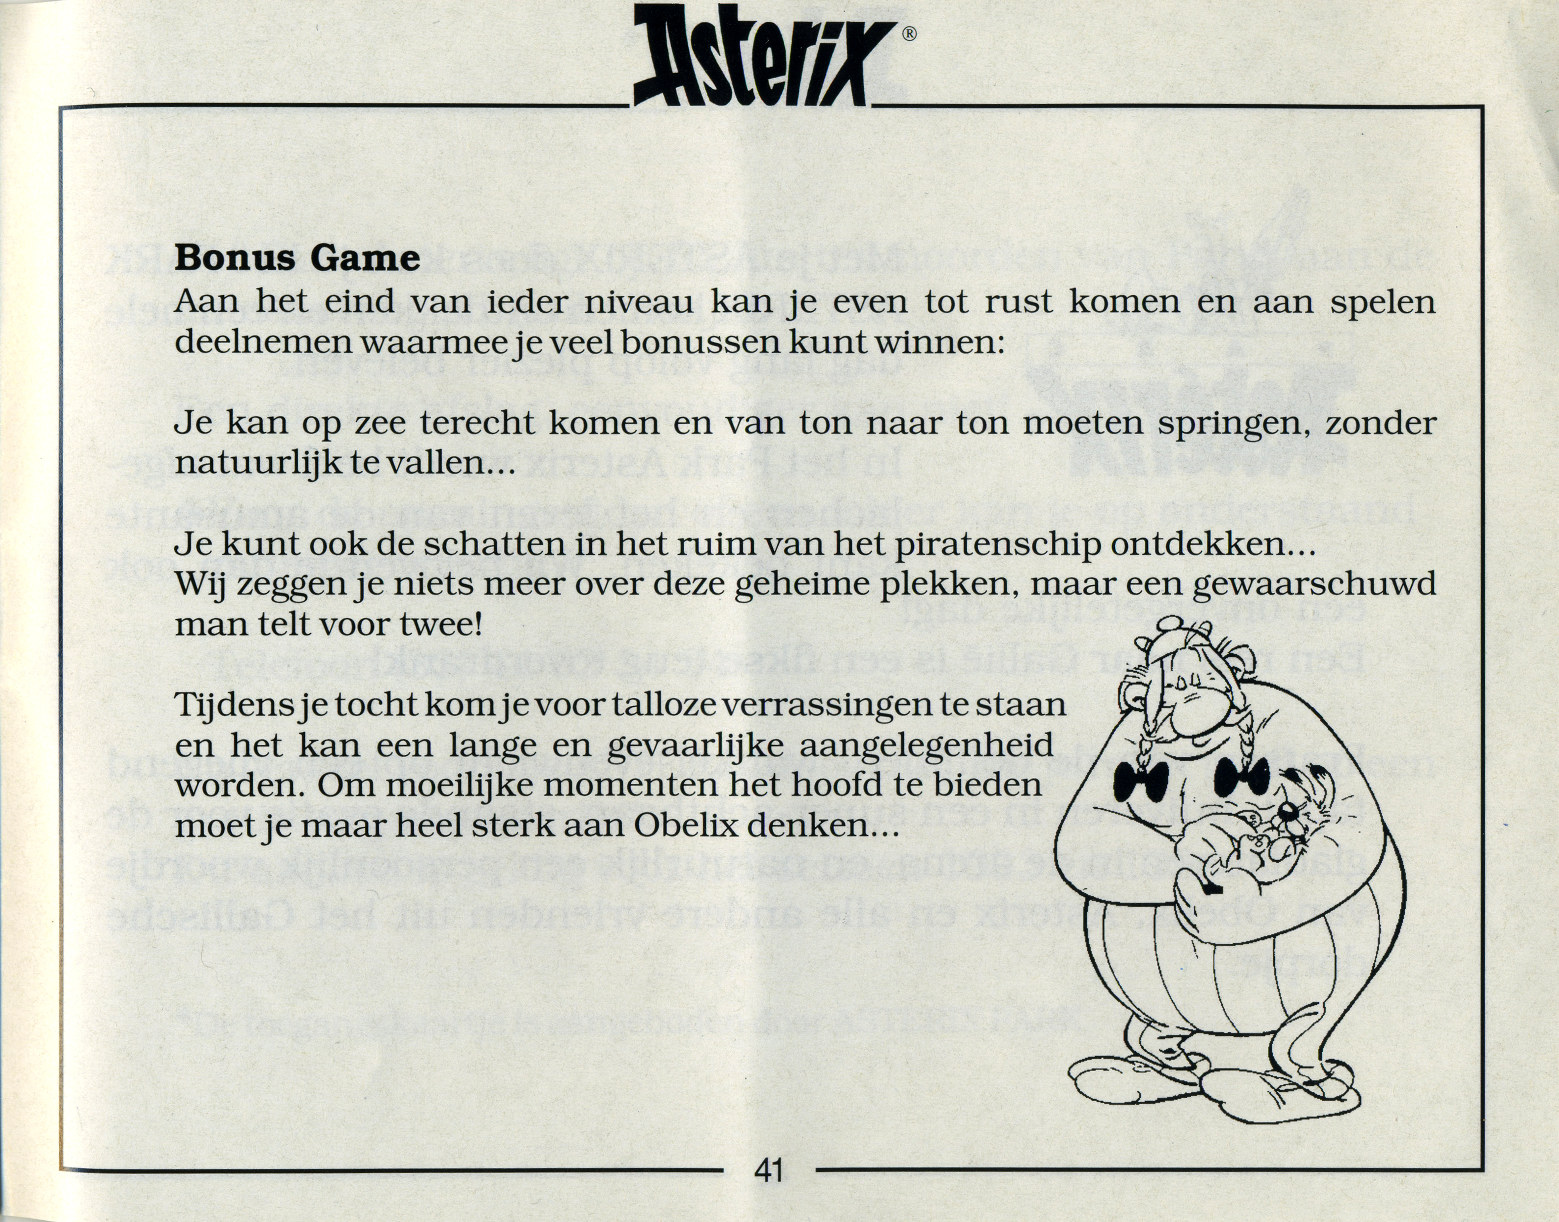 Asterix®
Bonus Game
Aan het eind van ieder niveau kan je even tot rust komen en aan spelen
deelnemen waarmee je veel bonussen kunt winnen:
Je kan op zee terecht komen en van ton naar ton moeten springen, zonder
natuurlijk te vallen...
Je kunt ook de schatten in het ruim van het piratenschip ontdekken...
Wij zeggen je niets meer over deze geheime plekken, maar een gewaarschuwd
man telt voor twee!
Tijdens je tocht kom je voor talloze verrassingen te staan
en het kan een lange en gevaarlijke aangelegenheid
worden. Om moeilijke momenten het hoofd te bieden
moet je maar heel sterk aan Obelix denken...
41